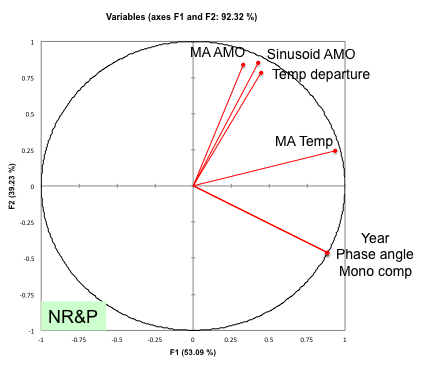 Variables (axes F1 and F2: 92.32 %)
MA AMO
Sinusoid AMO
Temp departure
MA Temp
Year
Phase angle
Mono comp
NR&P
F2 (39.23 %)
1
0.75
0.5
0.25
0
-0.25
-0.5
-0.75
-1
-1 -0.75 -0.5 -0.25 0 0.25 0.5 0.75 1
F1 (53.09 %)